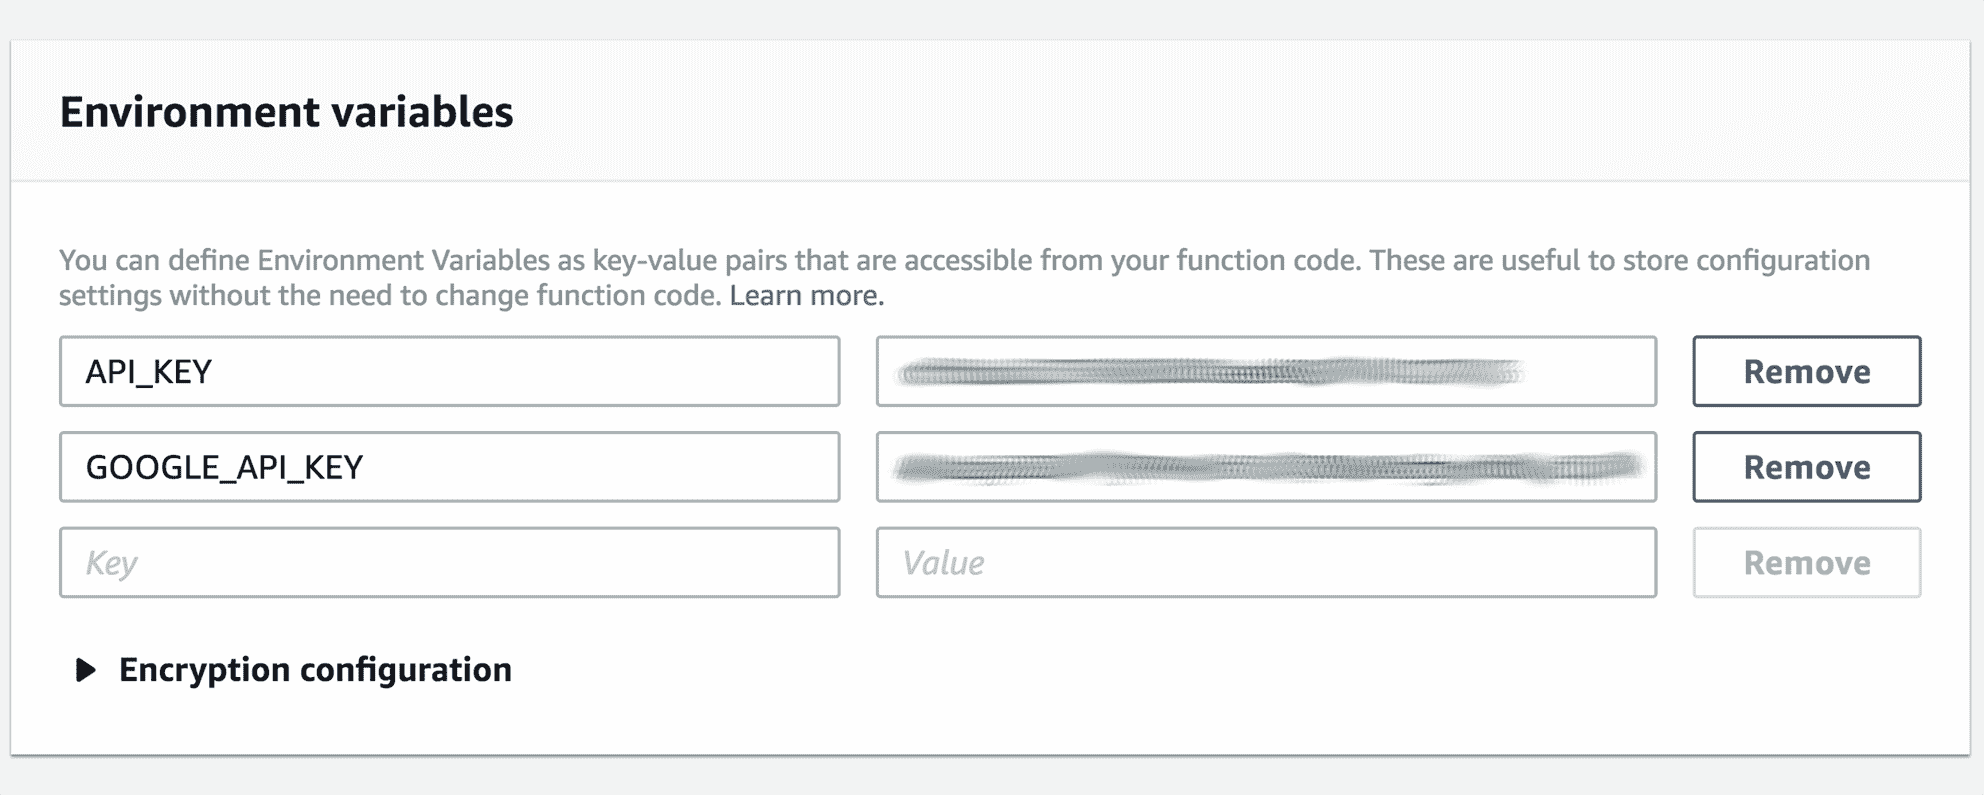 Environment variables
You can define Environment Variables as key-value pairs that are accessible from your function code. These are useful to store configuration
settings without the need to change function code. Learn more.
API_KEY Remove
GOOGLE_API_KEY Remove
Key Value Remove
Encryption configuration